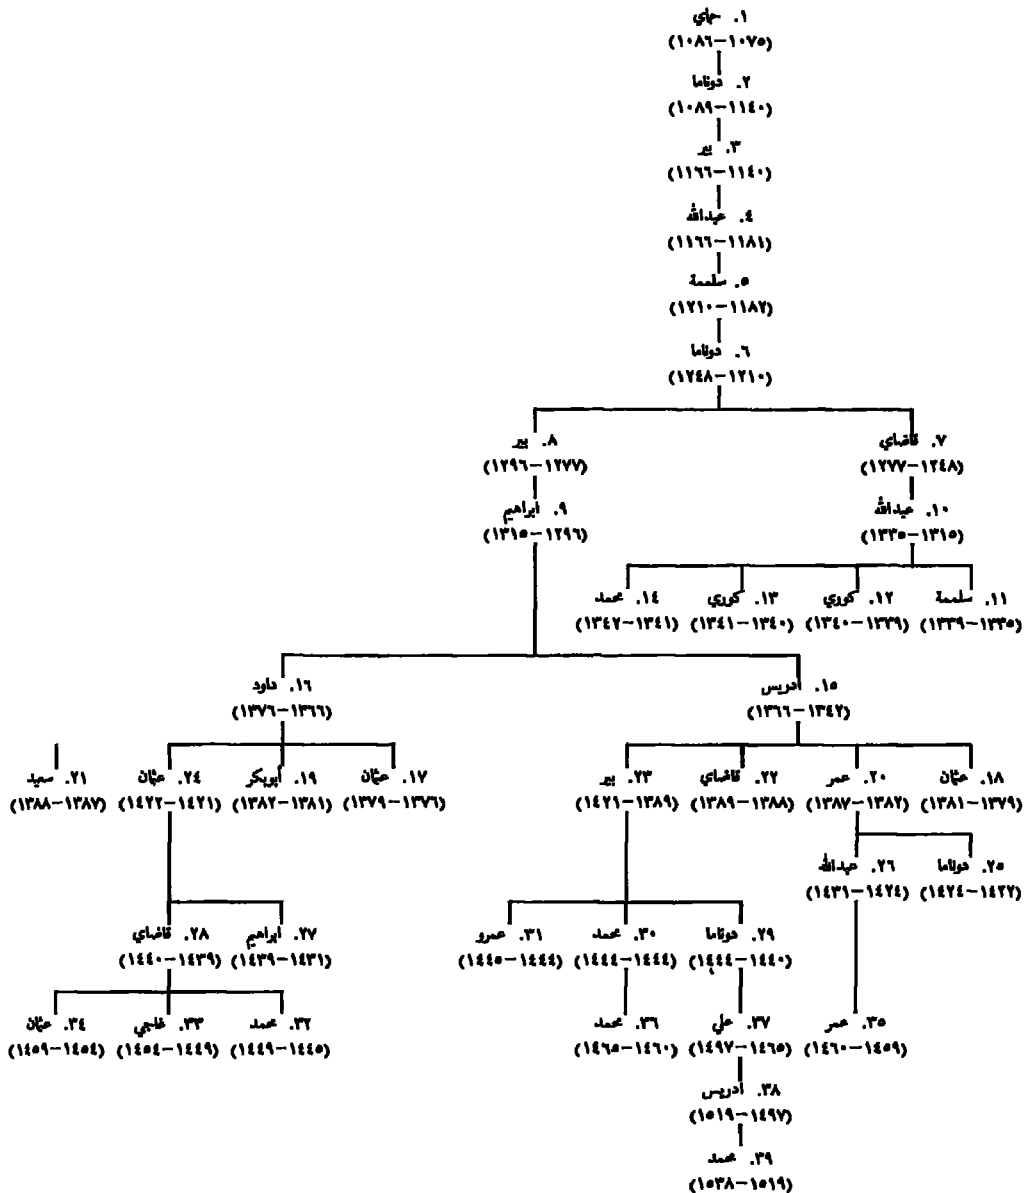 ١. حماي
(١٠٧٥–١٠٨٦)
٢. دوناما
(١١٤٠–١٠٨٩)
٣. بير
(١١٤٠–١١٦٦)
٤. عبدالله
(١١٨١–١١٦٦)
٥. سلممة
(١١٨٢–١٢١٠)
٦. دوناما
(١٢١٠–١٢٤٨)
٧. قاضاي
(١٢٤٨–١٢٧٧)
٨. بير
(١٢٧٧–١٢٩٦)
١٠. عبدالله
(١٣١٥–١٣٣٥)
٩. ابراهيم
(١٢٩٦–١٣١٥)
١١. سلممة
(١٣٣٥–١٣٣٩)
١٢. كوري
(١٣٣٩–١٣٤٠)
١٣. كوري
(١٣٤٠–١٣٤١)
١٤. محمد
(١٣٤١–١٣٤٢)
١٥. ادريس
(١٣٤٢–١٣٦٦)
١٦. داود
(١٣٦٦–١٣٧٦)
١٨. عثمان
(١٣٧٩–١٣٨١)
٢٠. عمر
(١٣٨٢–١٣٨٧)
٢٢. قاضاي
(١٣٨٨–١٣٨٩)
٢٣. بير
(١٣٨٩–١٤٢١)
١٧. عثمان
(١٣٧٦–١٣٧٩)
١٩. ابوبكر
(١٣٨١–١٣٨٢)
٢٤. عثمان
(١٤٢١–١٤٢٢)
٢١. سعيد
(١٣٨٧–١٣٨٨)
٢٥. دوناما
(١٤٢٢–١٤٢٤)
٢٦. عبدالله
(١٤٢٤–١٤٣١)
٢٩. دوناما
(١٤٤٠–١٤٤٤)
٣٠. محمد
(١٤٤٤–١٤٤٤)
٣١. عمرو
(١٤٤٤–١٤٤٥)
٢٧. ابراهيم
(١٤٣١–١٤٣٩)
٢٨. قاضاي
(١٤٣٩–١٤٤٠)
٣٥. عمر
(١٤٥٩–١٤٦٠)
٣٧. علي
(١٤٦٥–١٤٩٧)
٣٦. محمد
(١٤٦٠–١٤٦٥)
٣٢. محمد
(١٤٤٥–١٤٤٩)
٣٣. غاجي
(١٤٤٩–١٤٥٤)
٣٤. عثمان
(١٤٥٤–١٤٥٩)
٣٨. ادريس
(١٤٩٧–١٥١٩)
٣٩. محمد
(١٥١٩–١٥٣٨)